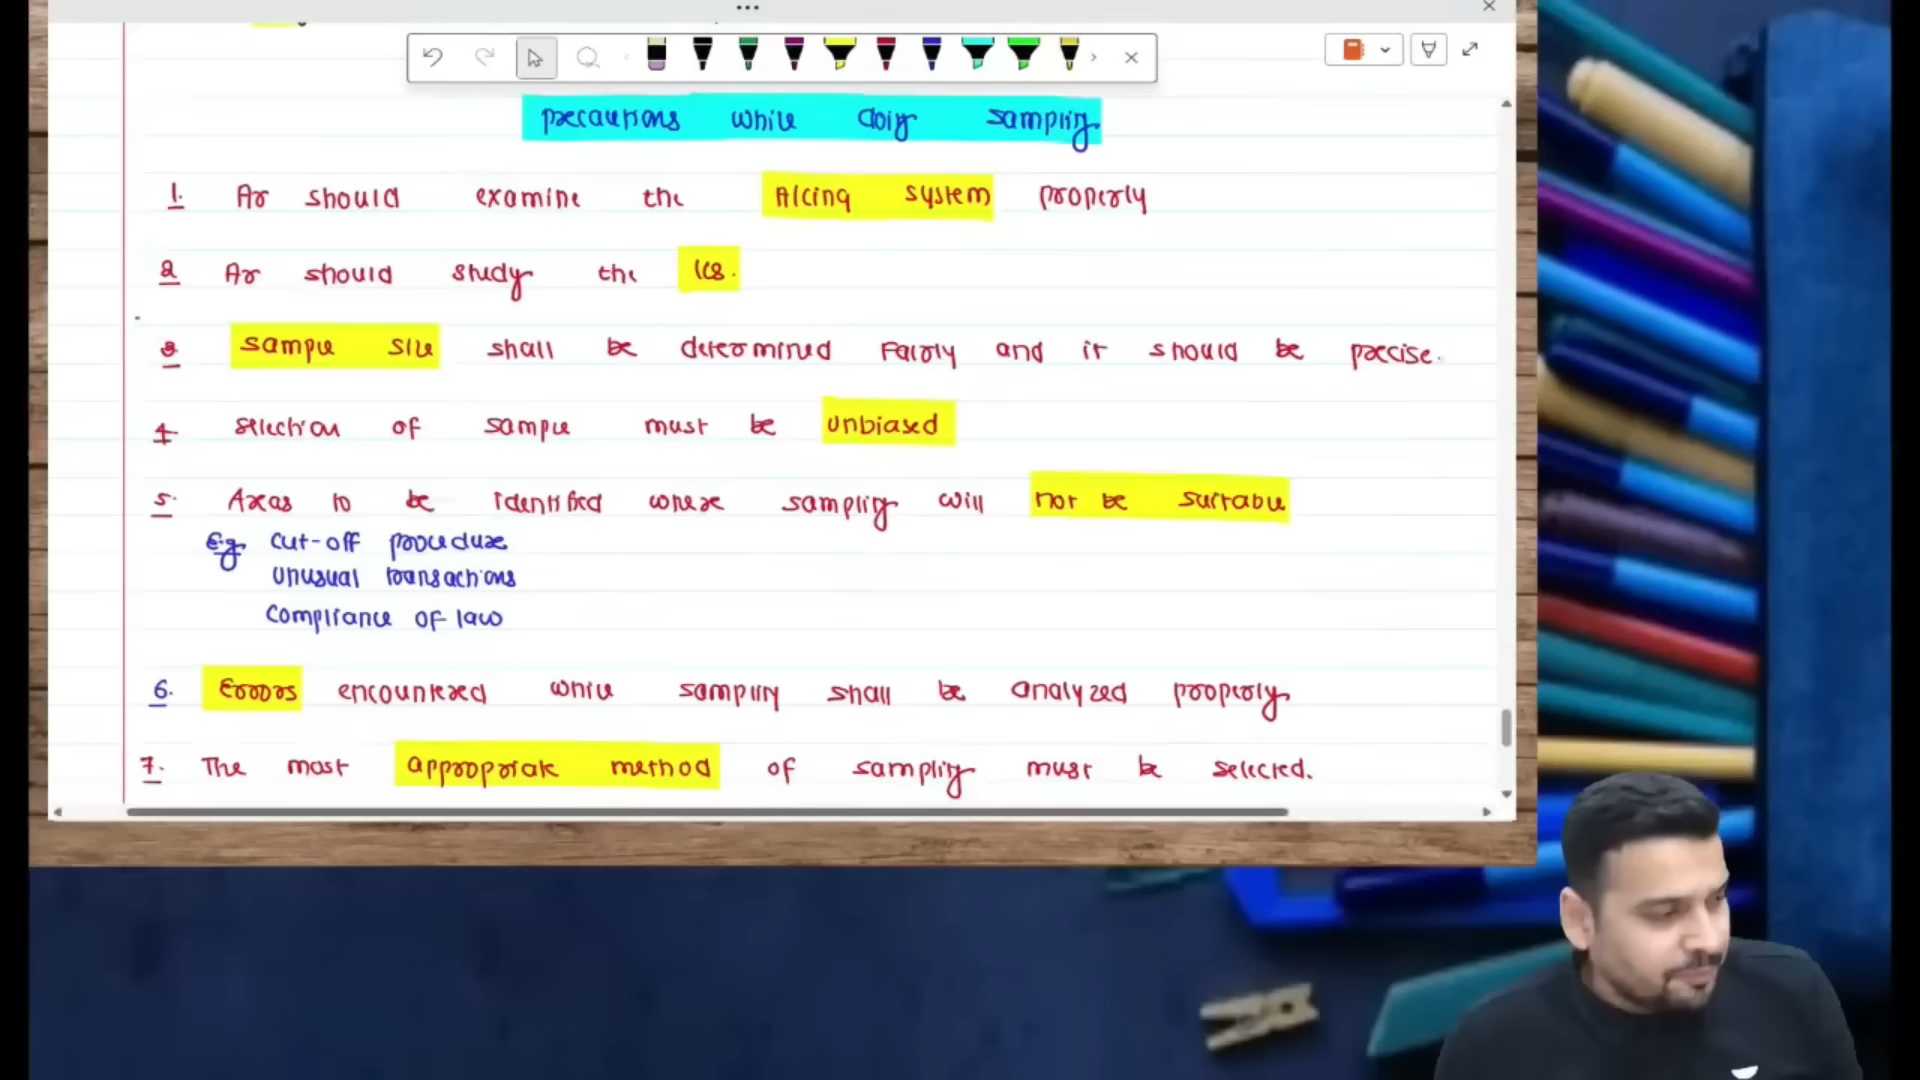 precautions while doing sampling
1. Ar should examine the A/cing system properly
2 Ar should study the ICS.
3 sample size shall be determined Fairly and it should be precise.
4 selection of sample must be unbiased
5. Areas to be identified where sampling will not be suitable
E.g cut-off procedure
unusual transactions
compliance of law
6. Errors encountered while sampling shall be analyzed properly
7. The most appropriate method of sampling must be selected.